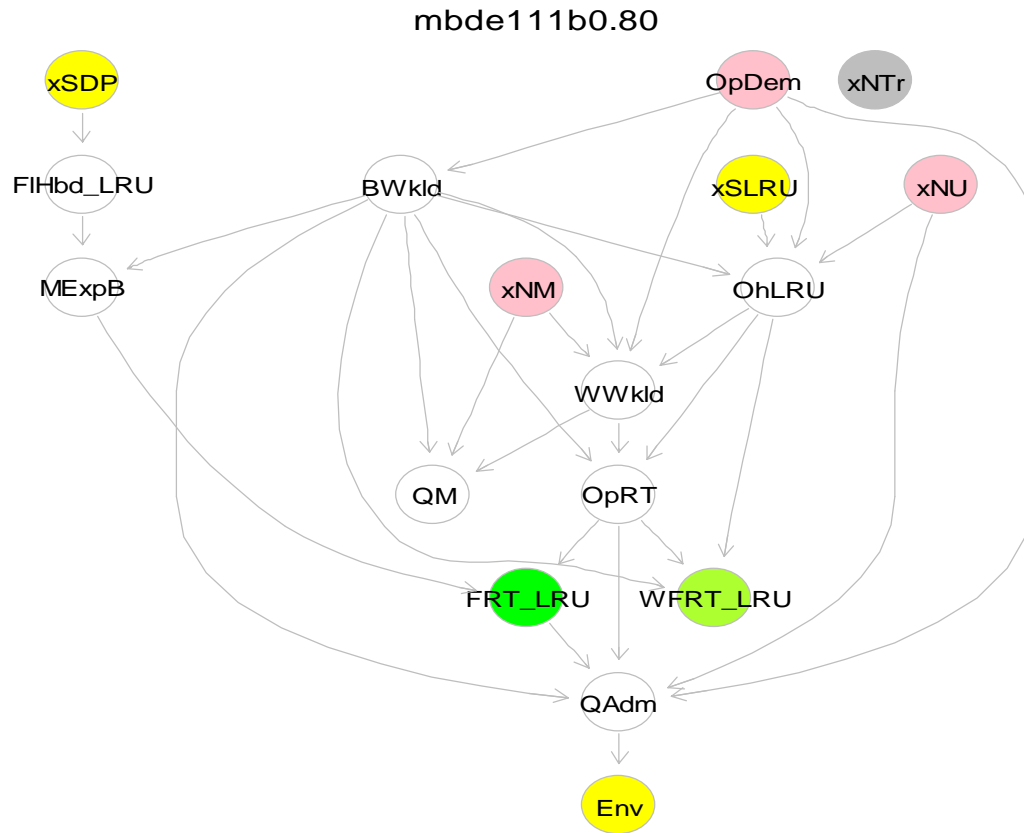 mbde111b0.80
xSDP
OpDem
xNTr
FlHbd_LRU
BWkld
xSLRU
xNU
MExpB
xNM
OhLRU
WWkld
QM
OpRT
FRT_LRU
WFRT_LRU
QAdm
Env